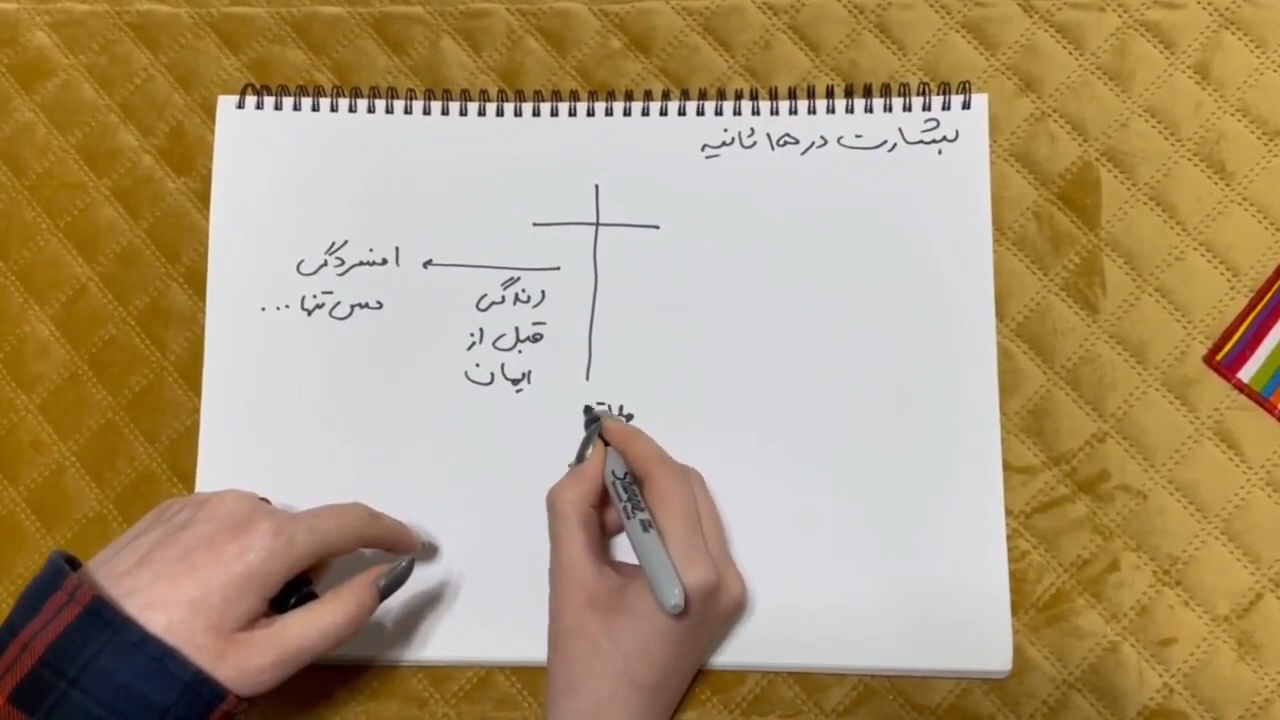 بشارت در ۱۵ ثانیه
افسردگی
حس تنها...
زندگی
قبل از
ایمان